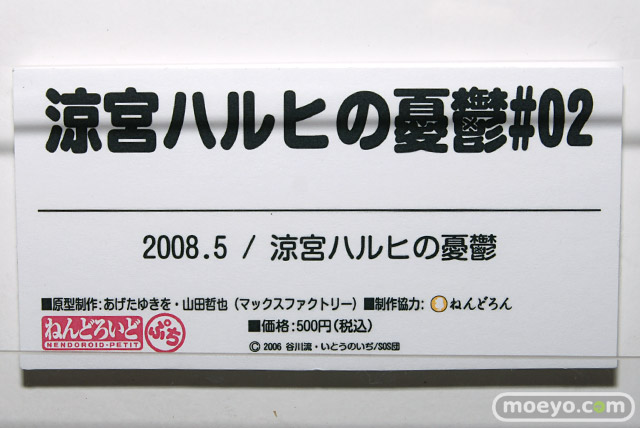 涼宮ハルヒの憂鬱#02
2008.5 / 涼宮ハルヒの憂鬱
■原型制作：あげたゆきを・山田哲也（マックスファクトリー）■制作協力：ねんどろん
ねんどろいど ぷち
NENDOROID-PETIT
■価格：500円（税込）
© 2006 谷川流・いとうのいぢ/SOS団
moeyo.com